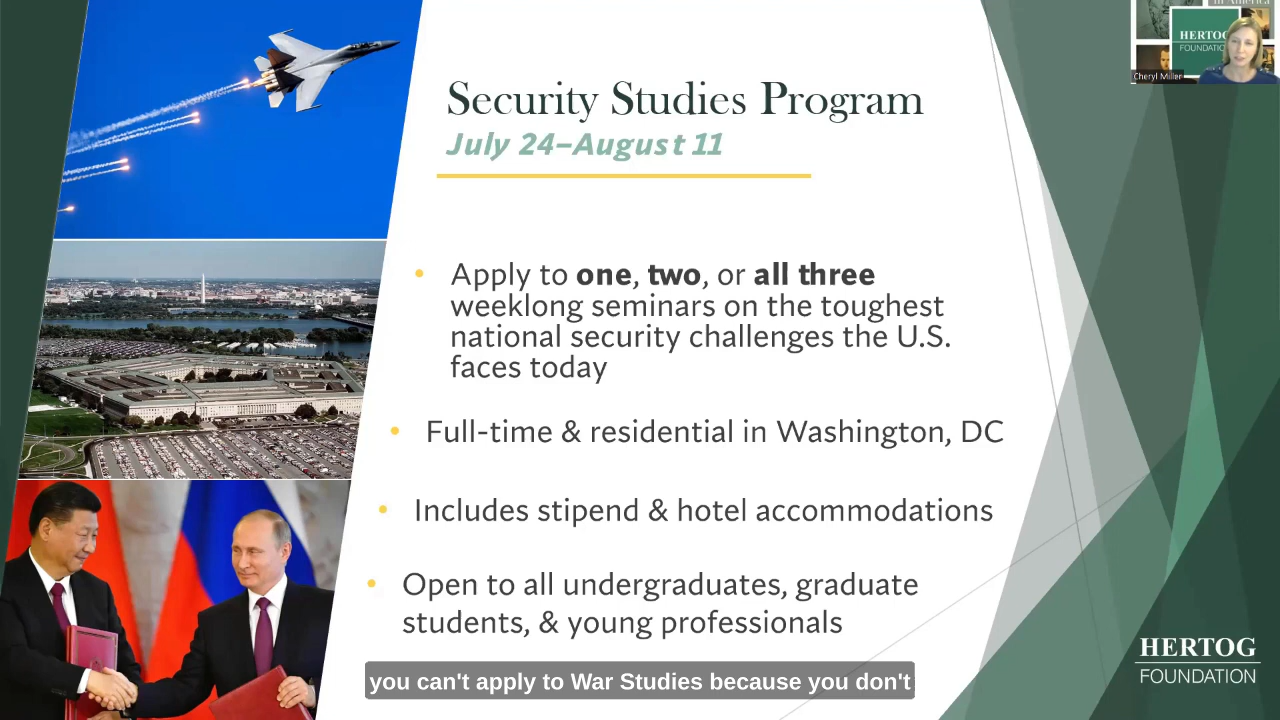 Security Studies Program
July 24–August 11
• Apply to one, two, or all three
weeklong seminars on the toughest
national security challenges the U.S.
faces today
• Full-time & residential in Washington, DC
• Includes stipend & hotel accommodations
• Open to all undergraduates, graduate
students, & young professionals
you can't apply to War Studies because you don't
in America
HERTOG
FOUNDATION
Cheryl Miller
HERTOG
FOUNDATION